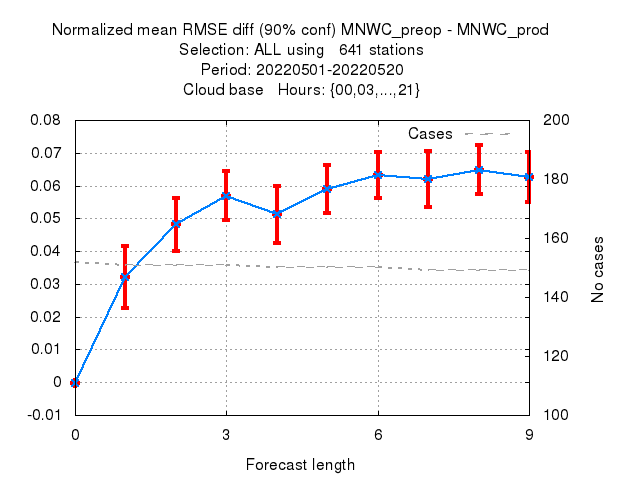 Normalized mean RMSE diff (90% conf) MNWC_preop - MNWC_prod
Selection: ALL using   641 stations
Period: 20220501-20220520
Cloud base   Hours: {00,03,...,21}
Cases
0.08
0.07
0.06
0.05
0.04
0.03
0.02
0.01
0
-0.01
200
180
160
140
120
100
No cases
0 3 6 9
Forecast length